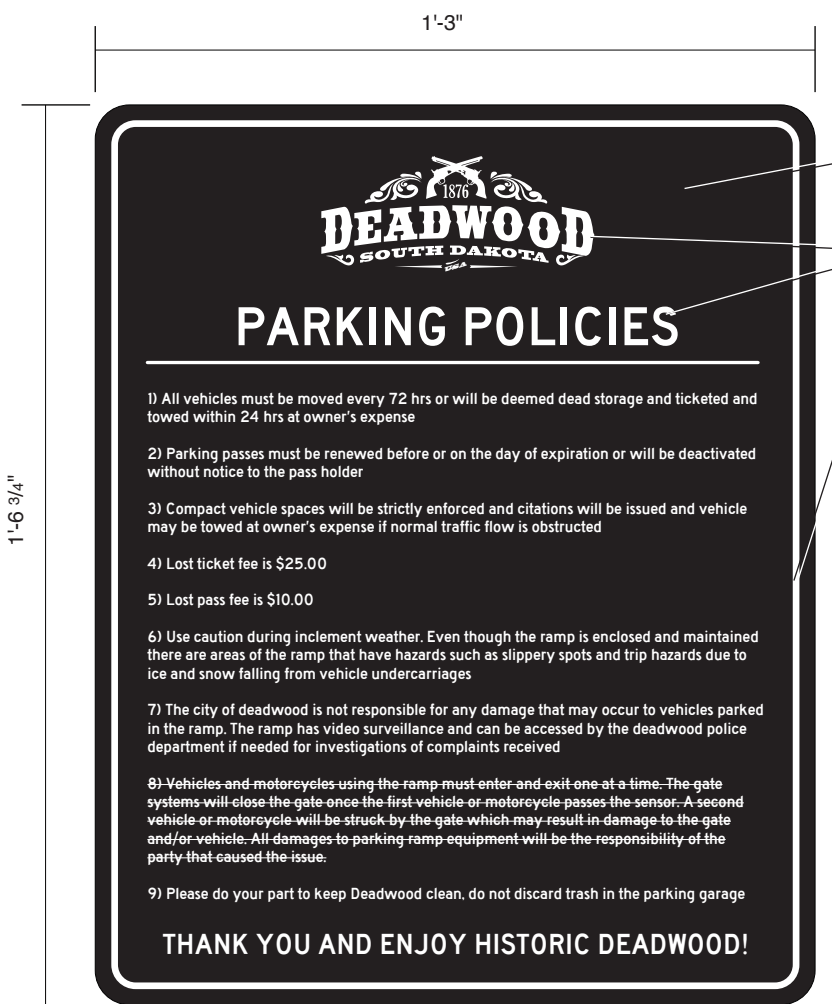 1'-3"
1'-6 3/4"
1876
DEADWOOD
SOUTH DAKOTA
USA
PARKING POLICIES
1) All vehicles must be moved every 72 hrs or will be deemed dead storage and ticketed and
towed within 24 hrs at owner's expense
2) Parking passes must be renewed before or on the day of expiration or will be deactivated
without notice to the pass holder
3) Compact vehicle spaces will be strictly enforced and citations will be issued and vehicle
may be towed at owner's expense if normal traffic flow is obstructed
4) Lost ticket fee is $25.00
5) Lost pass fee is $10.00
6) Use caution during inclement weather. Even though the ramp is enclosed and maintained
there are areas of the ramp that have hazards such as slippery spots and trip hazards due to
ice and snow falling from vehicle undercarriages
7) The city of deadwood is not responsible for any damage that may occur to vehicles parked
in the ramp. The ramp has video surveillance and can be accessed by the deadwood police
department if needed for investigations of complaints received
8) Vehicles and motorcycles using the ramp must enter and exit one at a time. The gate
systems will close the gate once the first vehicle or motorcycle passes the sensor. A second
vehicle or motorcycle will be struck by the gate which may result in damage to the gate
and/or vehicle. All damages to parking ramp equipment will be the responsibility of the
party that caused the issue.
9) Please do your part to keep Deadwood clean, do not discard trash in the parking garage
THANK YOU AND ENJOY HISTORIC DEADWOOD!